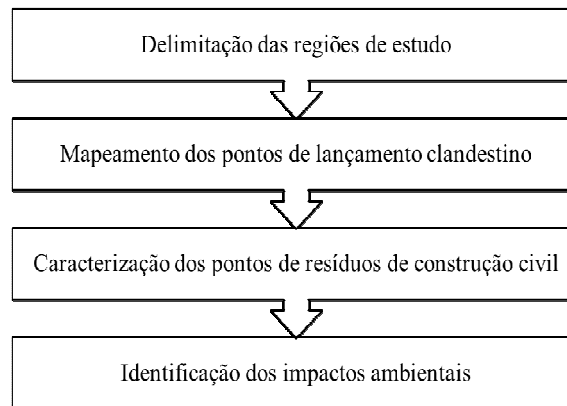 Delimitação das regiões de estudo
Mapeamento dos pontos de lançamento clandestino
Caracterização dos pontos de resíduos de construção civil
Identificação dos impactos ambientais